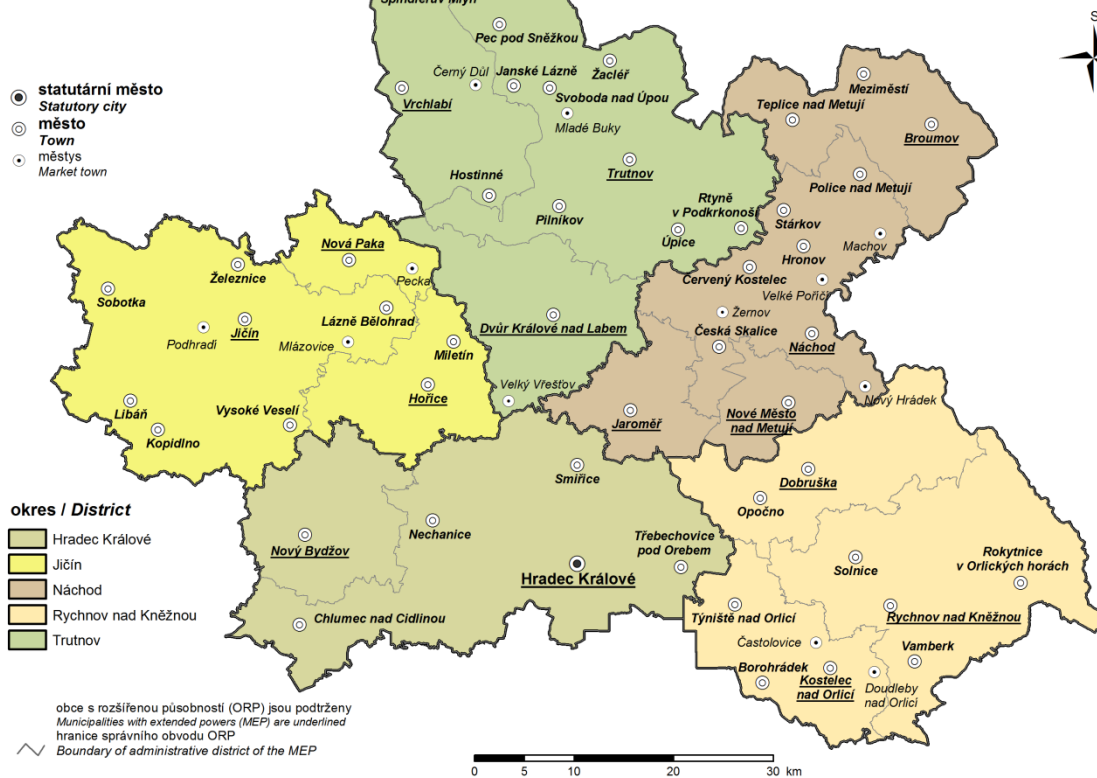 Špindlerův Mlýn
S
Pec pod Sněžkou
Černý Důl
Janské Lázně
Žacléř
Vrchlabí
Svoboda nad Úpou
Mladé Buky
Trutnov
Hostinné
Pilníkov
Rtyně
v Podkrkonoší
Úpice
Dvůr Králové nad Labem
Velký Vřešťov
Meziměstí
Teplice nad Metují
Broumov
Police nad Metují
Stárkov
Machov
Hronov
Červený Kostelec
Velké Poříčí
Žernov
Česká Skalice
Náchod
Nový Hrádek
Nové Město
nad Metují
Jaroměř
statutární město
Statutory city
město
Town
městys
Market town
Nová Paka
Železnice
Pecka
Sobotka
Lázně Bělohrad
Jičín
Podhradí
Mlázovice
Miletín
Hořice
Libáň
Vysoké Veselí
Kopidlno
Smiřice
Nechanice
Nový Bydžov
Třebechovice
pod Orebem
Hradec Králové
Chlumec nad Cidlinou
Dobruška
Opočno
Solnice
Rokytnice
v Orlických horách
Týniště nad Orlicí
Rychnov nad Kněžnou
Častolovice
Vamberk
Borohrádek
Kostelec
nad Orlicí
Doudleby
nad Orlicí
okres / District
Hradec Králové
Jičín
Náchod
Rychnov nad Kněžnou
Trutnov
obce s rozšířenou působností (ORP) jsou podtrženy
Municipalities with extended powers (MEP) are underlined
hranice správního obvodu ORP
Boundary of administrative district of the MEP
0 5 10 20 30 km